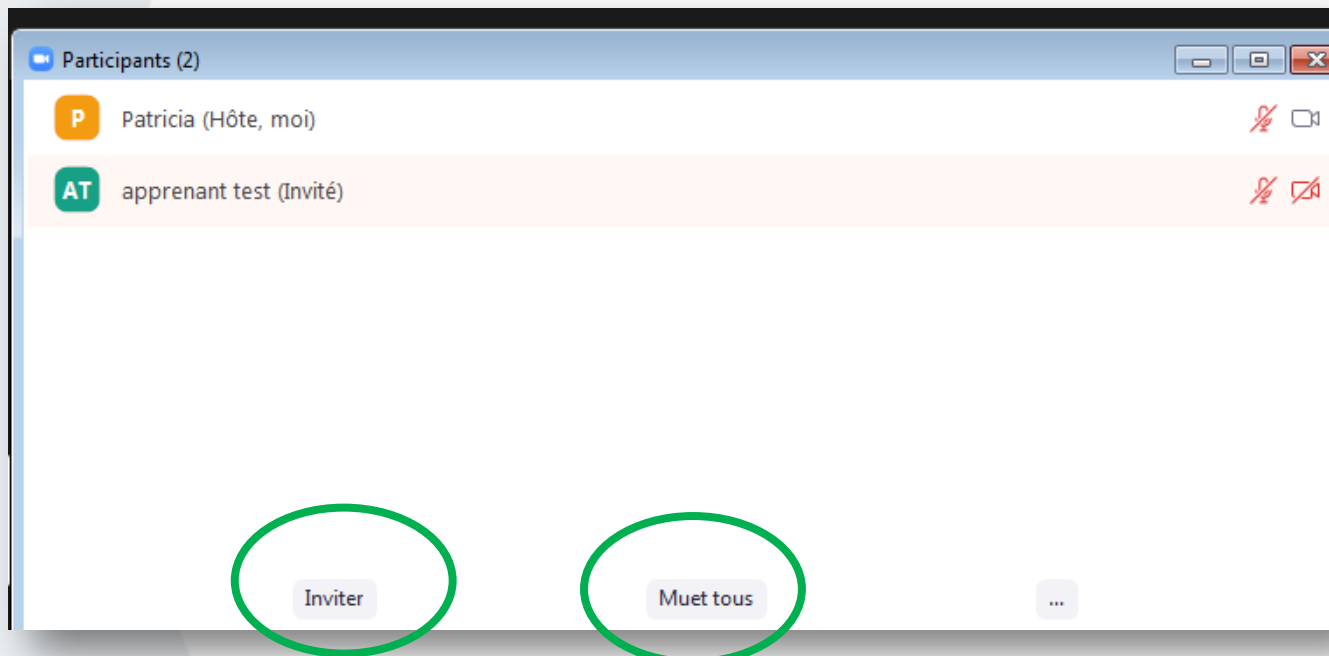 Participants (2)
P Patricia (Hôte, moi)
AT apprenant test (Invité)
Inviter Muet tous ...